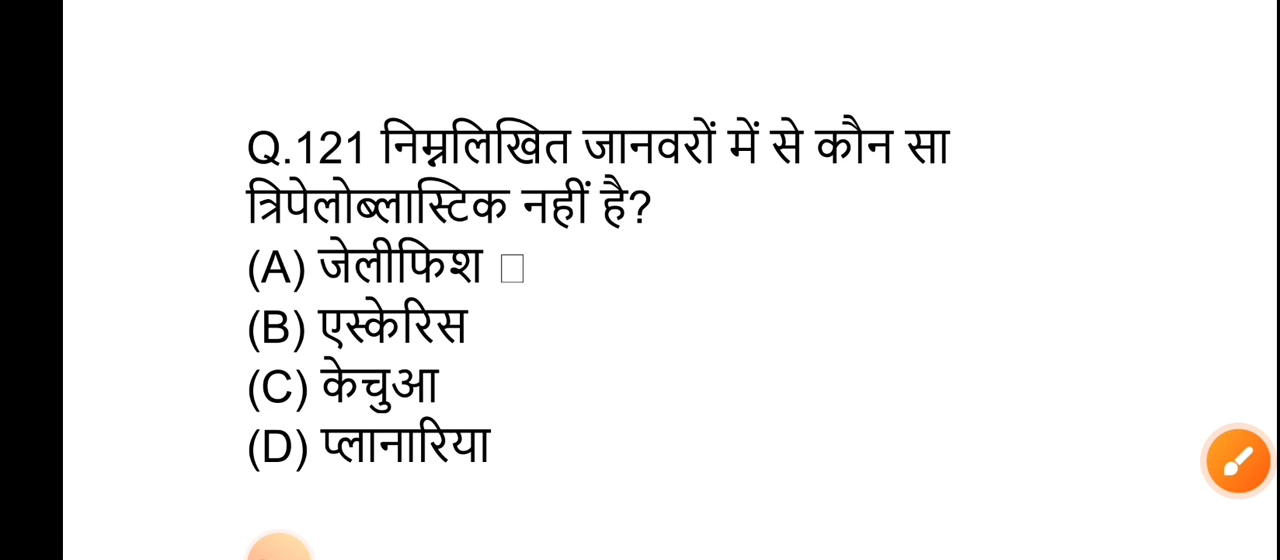 Q.121 निम्नलिखित जानवरों में से कौन सा
त्रिपेलोब्लास्टिक नहीं है?
(A) जेलीफिश
(B) एस्केरिस
(C) केचुआ
(D) प्लानारिया